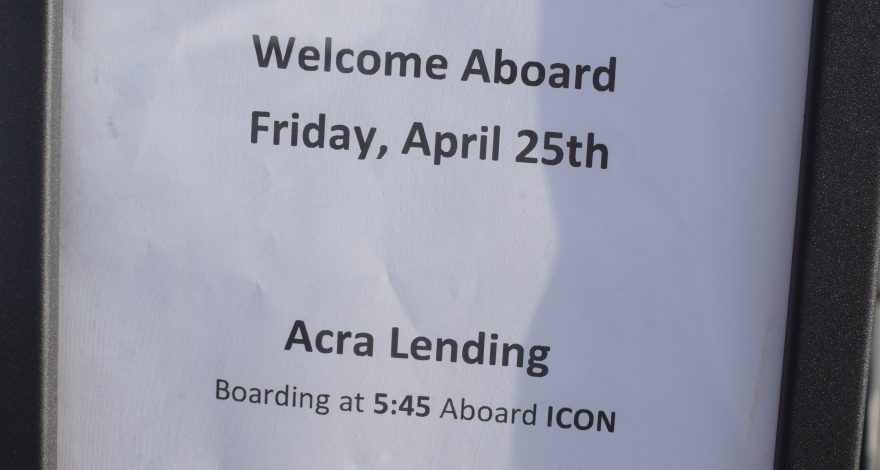 Welcome Aboard
Friday, April 25th
Acra Lending
Boarding at 5:45 Aboard ICON